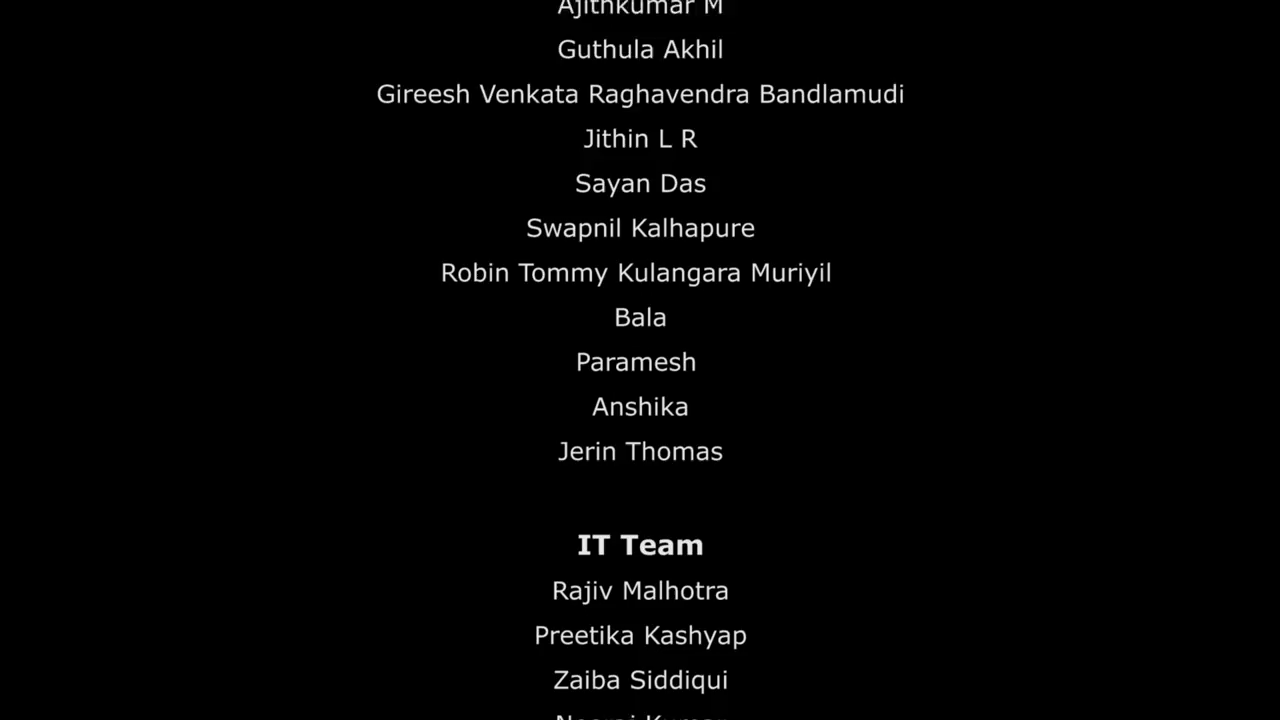 Ajithkumar M
Guthula Akhil
Gireesh Venkata Raghavendra Bandlamudi
Jithin L R
Sayan Das
Swapnil Kalhapure
Robin Tommy Kulangara Muriyil
Bala
Paramesh
Anshika
Jerin Thomas
IT Team
Rajiv Malhotra
Preetika Kashyap
Zaiba Siddiqui